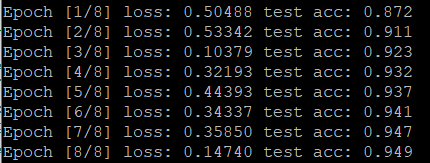 Epoch [1/8] loss: 0.50488 test acc: 0.872
Epoch [2/8] loss: 0.53342 test acc: 0.911
Epoch [3/8] loss: 0.10379 test acc: 0.923
Epoch [4/8] loss: 0.32193 test acc: 0.932
Epoch [5/8] loss: 0.44393 test acc: 0.937
Epoch [6/8] loss: 0.34337 test acc: 0.941
Epoch [7/8] loss: 0.35850 test acc: 0.947
Epoch [8/8] loss: 0.14740 test acc: 0.949